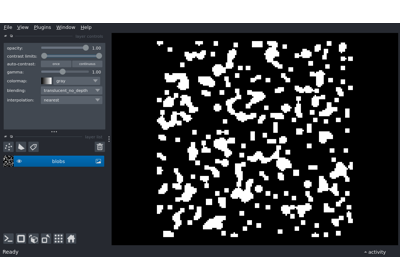 File View Plugins Window Help
opacity: 1.00
contrast limits:
auto-contrast: once continuous
gamma: 1.00
colormap: gray
blending: translucent_no_depth
interpolation: nearest
blobs
Ready
activity